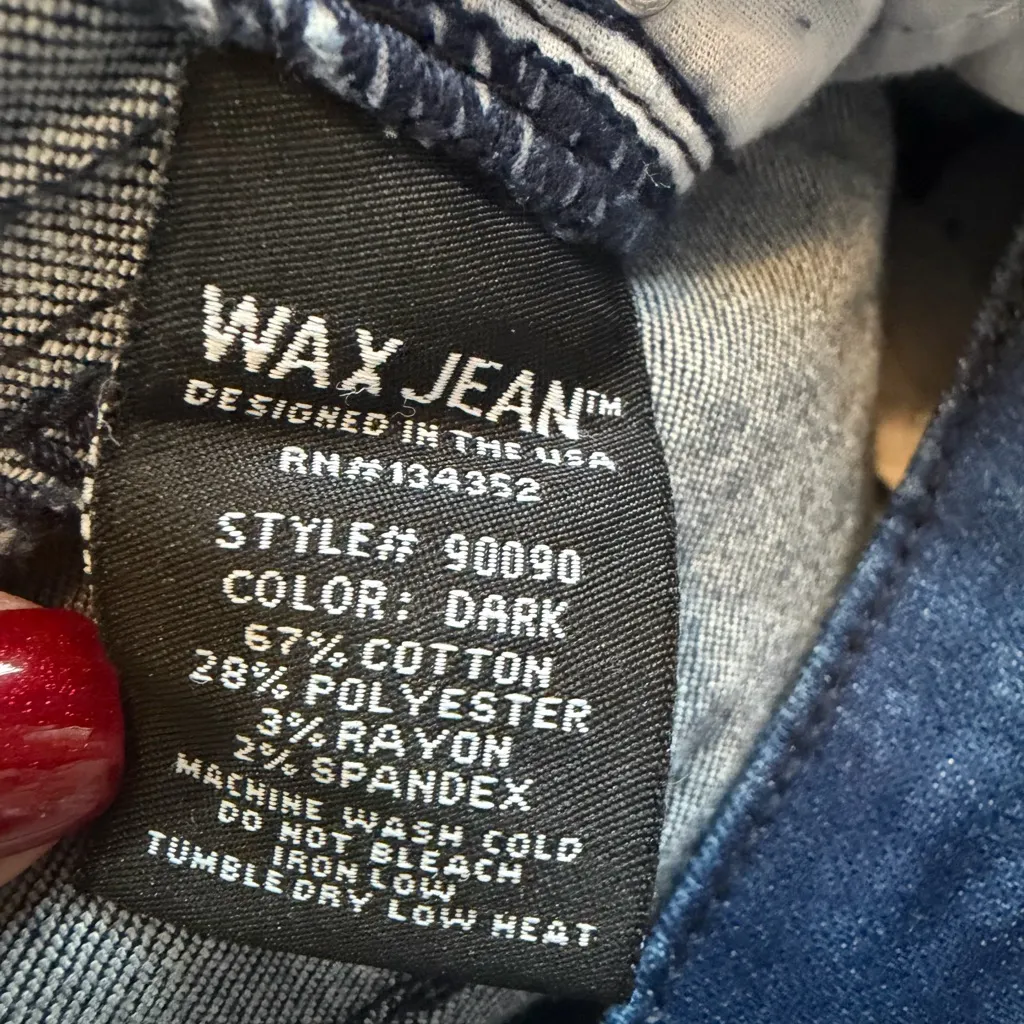 WAX JEAN™
DESIGNED IN THE USA
RN#134352
STYLE# 90090
COLOR: DARK
67% COTTON
28% POLYESTER
3% RAYON
2% SPANDEX
MACHINE WASH COLD
DO NOT BLEACH
IRON LOW
TUMBLE DRY LOW HEAT